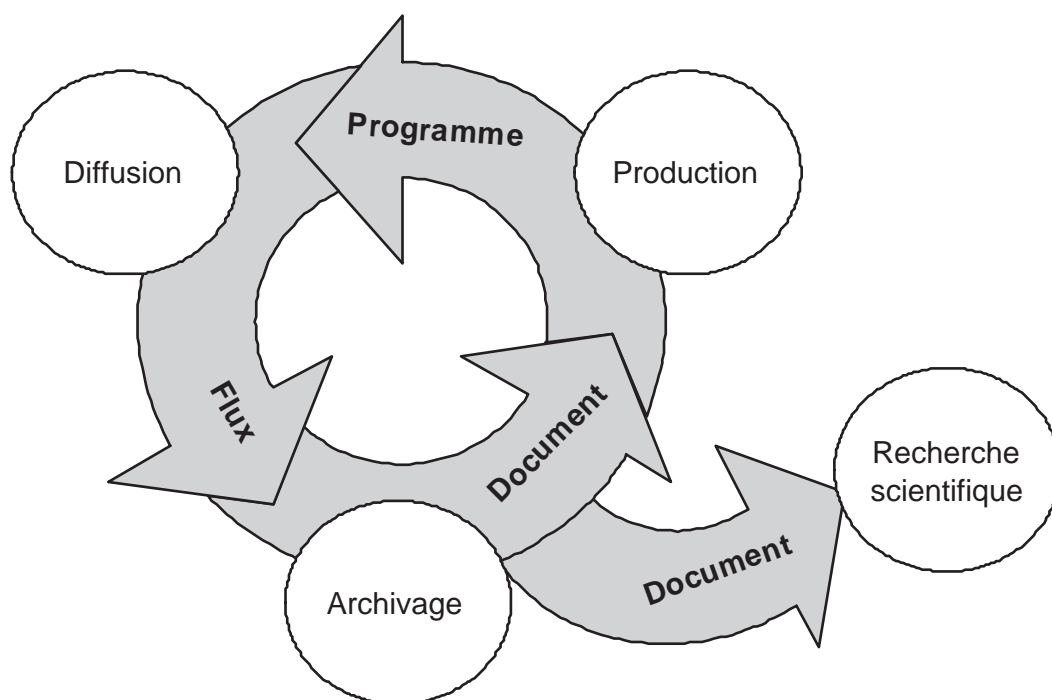 Programme
Diffusion
Production
Flux
Document
Recherche
scientifique
Document
Archivage